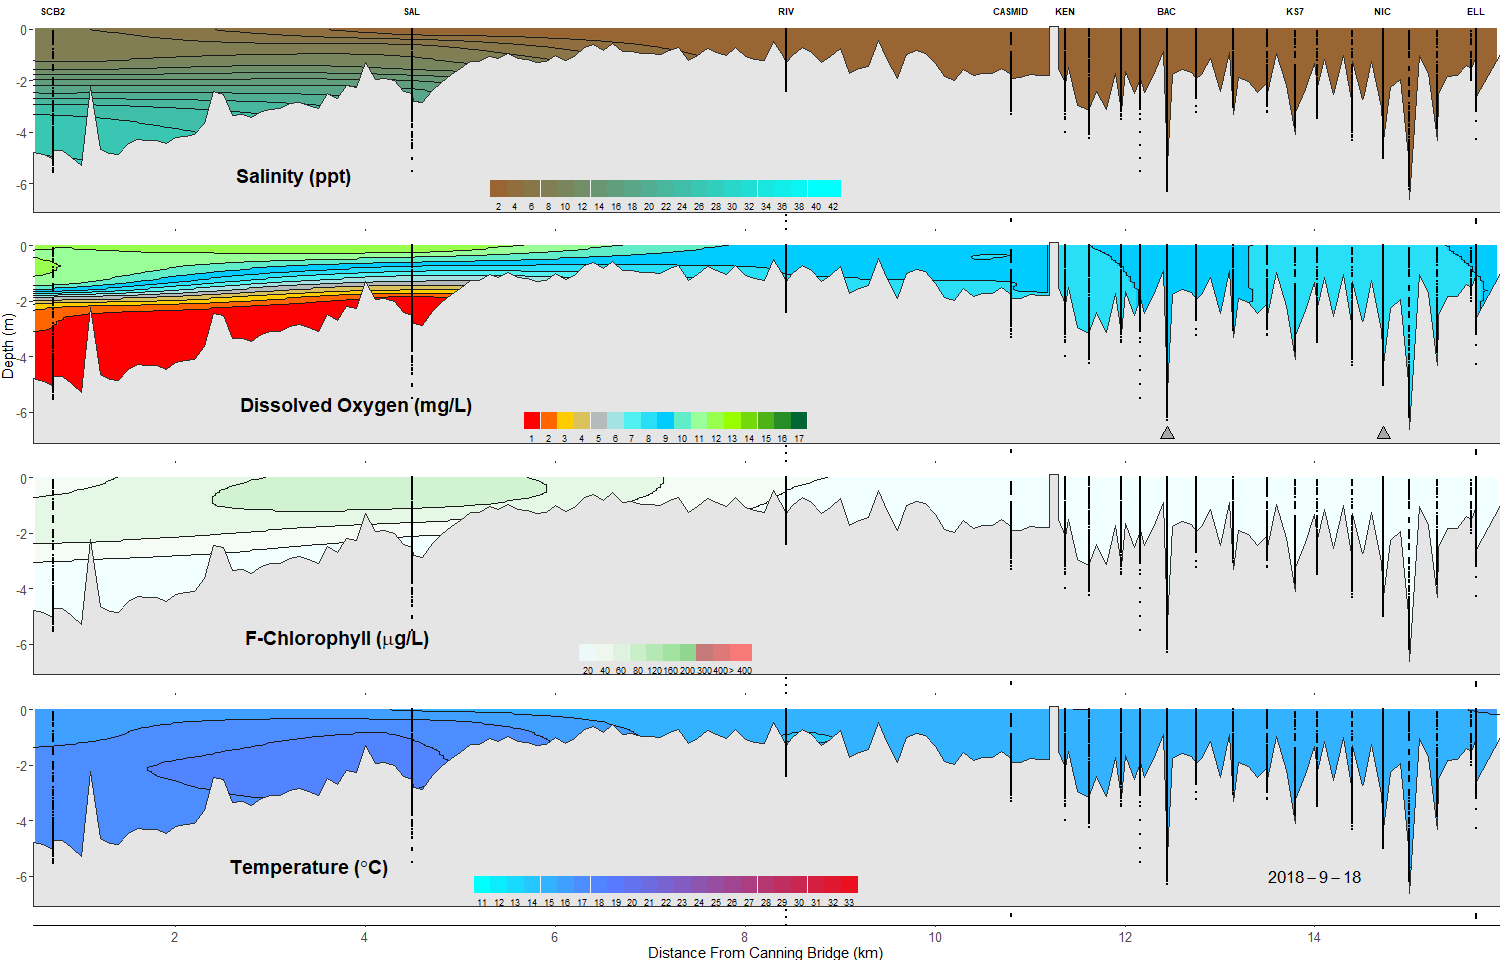 SCB2 SAL RIV CASMID KEN BAC KS7 NIC ELL
0
-2
-4
-6
Salinity (ppt)
2 4 6 8 10 12 14 16 18 20 22 24 26 28 30 32 34 36 38 40 42
0
-2
-4
-6
Depth (m)
Dissolved Oxygen (mg/L)
1 2 3 4 5 6 7 8 9 10 11 12 13 14 15 16 17
0
-2
-4
-6
F-Chlorophyll (µg/L)
20 40 60 80 120 160 200 300 400 > 400
0
-2
-4
-6
Temperature (°C)
2018 – 9 – 18
11 12 13 14 15 16 17 18 19 20 21 22 23 24 25 26 27 28 29 30 31 32 33
2 4 6 8 10 12 14
Distance From Canning Bridge (km)